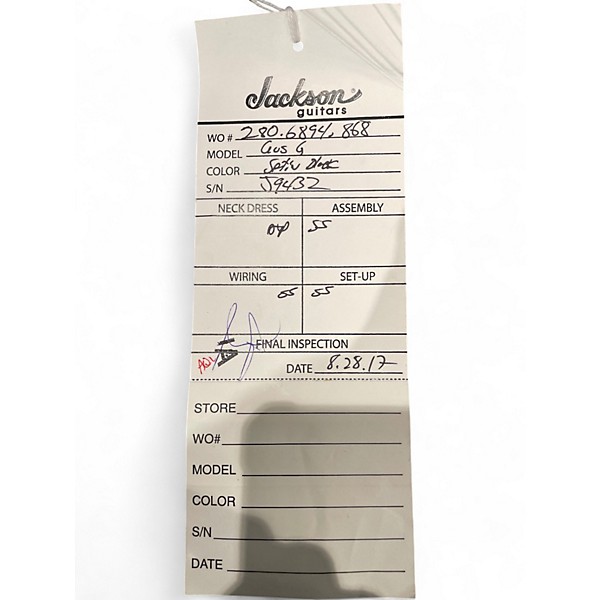 Jackson
guitars
WO # 280.6894.868
MODEL Gus G
COLOR Satin Black
S/N J9432
NECK DRESS ASSEMBLY
SS
WIRING SET-UP
SS SS
FINAL INSPECTION
DATE 8.28.17
STORE
WO#
MODEL
COLOR
S/N
DATE